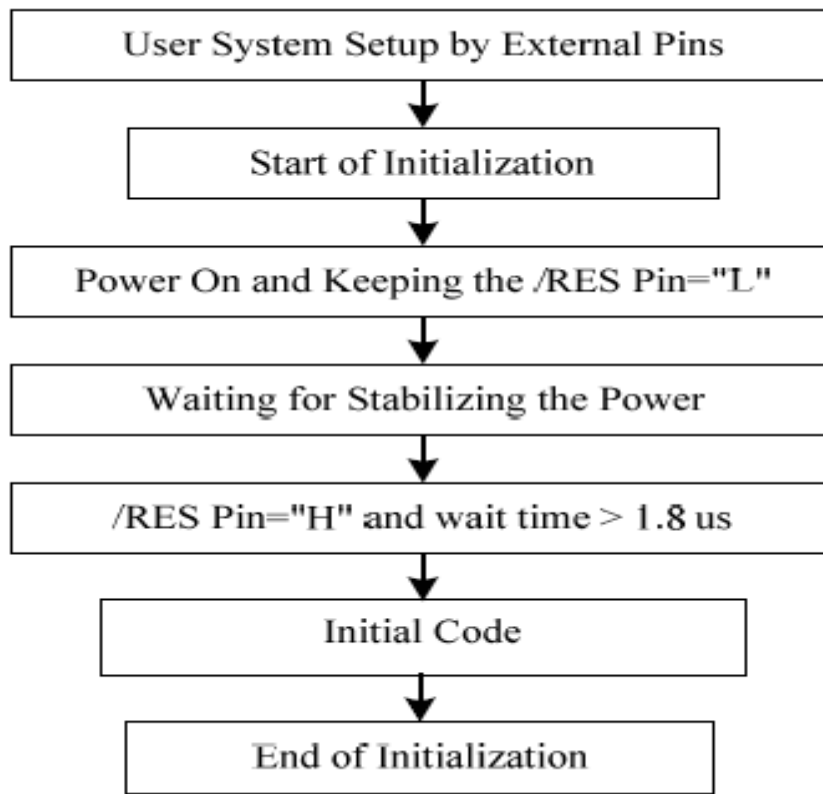 User System Setup by External Pins
Start of Initialization
Power On and Keeping the /RES Pin="L"
Waiting for Stabilizing the Power
/RES Pin="H" and wait time > 1.8 us
Initial Code
End of Initialization